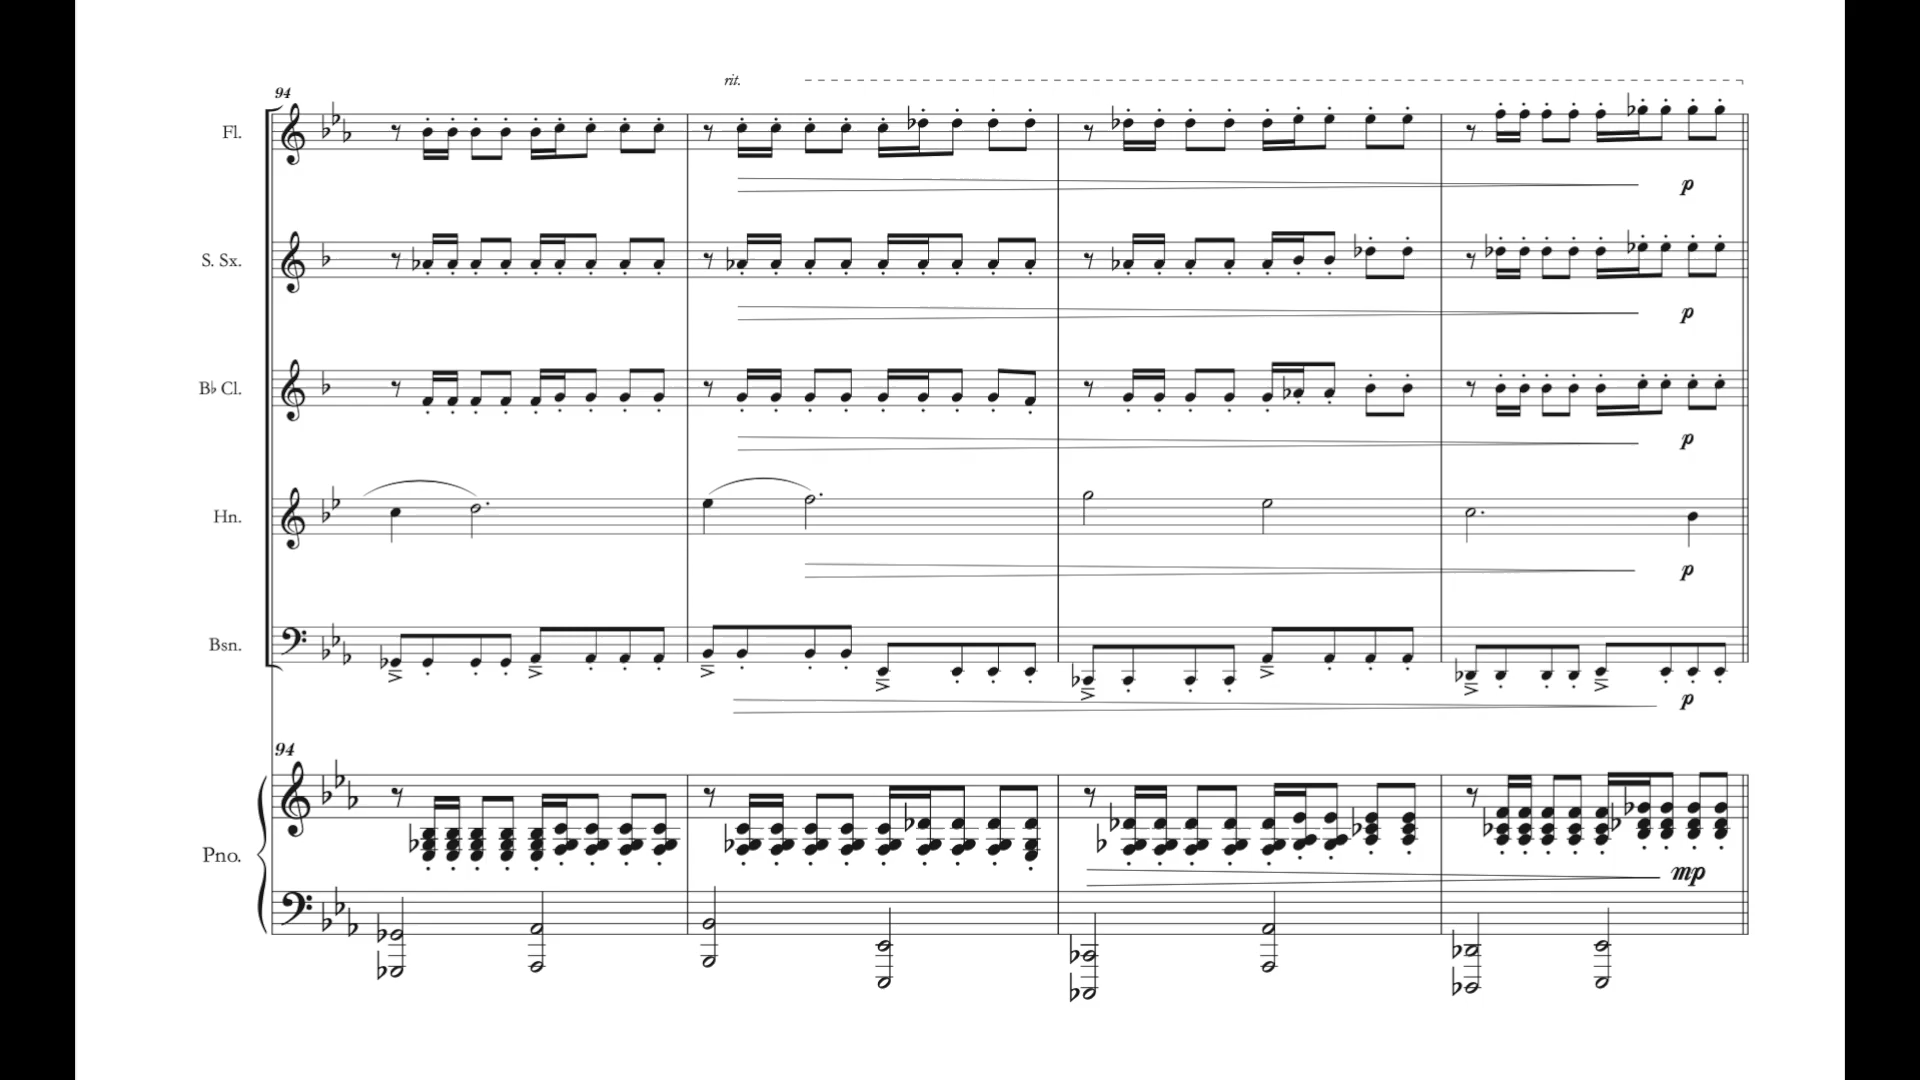 rit.
94
Fl.
p
S. Sx.
p
B♭ Cl.
p
Hn.
p
Bsn.
p
94
Pno.
mp